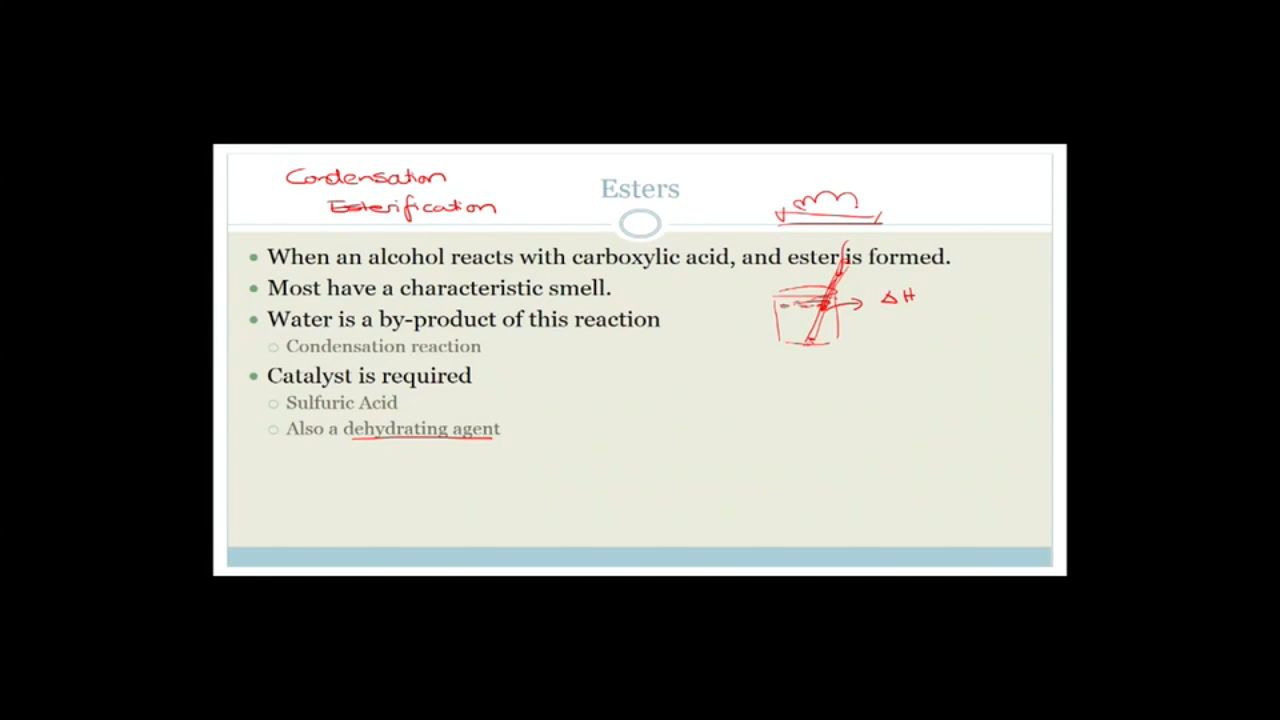 Condensation
Esterification
Esters
When an alcohol reacts with carboxylic acid, and ester is formed.
Most have a characteristic smell.
Δ H
Water is a by-product of this reaction
Condensation reaction
Catalyst is required
Sulfuric Acid
Also a dehydrating agent